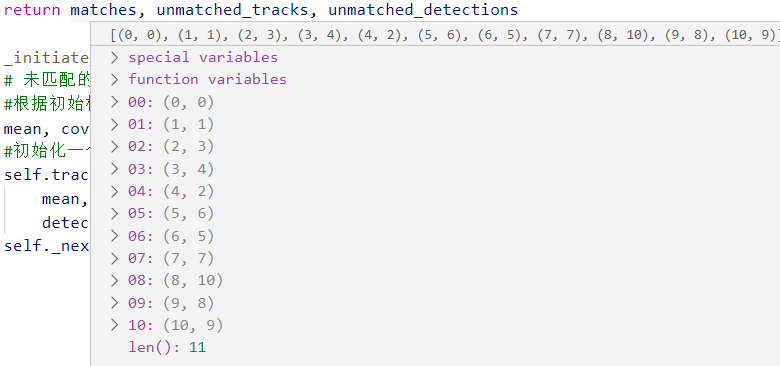 return matches, unmatched_tracks, unmatched_detections
[(0, 0), (1, 1), (2, 3), (3, 4), (4, 2), (5, 6), (6, 5), (7, 7), (8, 10), (9, 8), (10, 9)]
> special variables
_initiate
> function variables
# 未匹配的
> 00: (0, 0)
#根据初始
> 01: (1, 1)
mean, cov
> 02: (2, 3)
#初始化一
> 03: (3, 4)
self.trac
> 04: (4, 2)
mean,
> 05: (5, 6)
detec
> 06: (6, 5)
self._nex
> 07: (7, 7)
> 08: (8, 10)
> 09: (9, 8)
> 10: (10, 9)
len(): 11